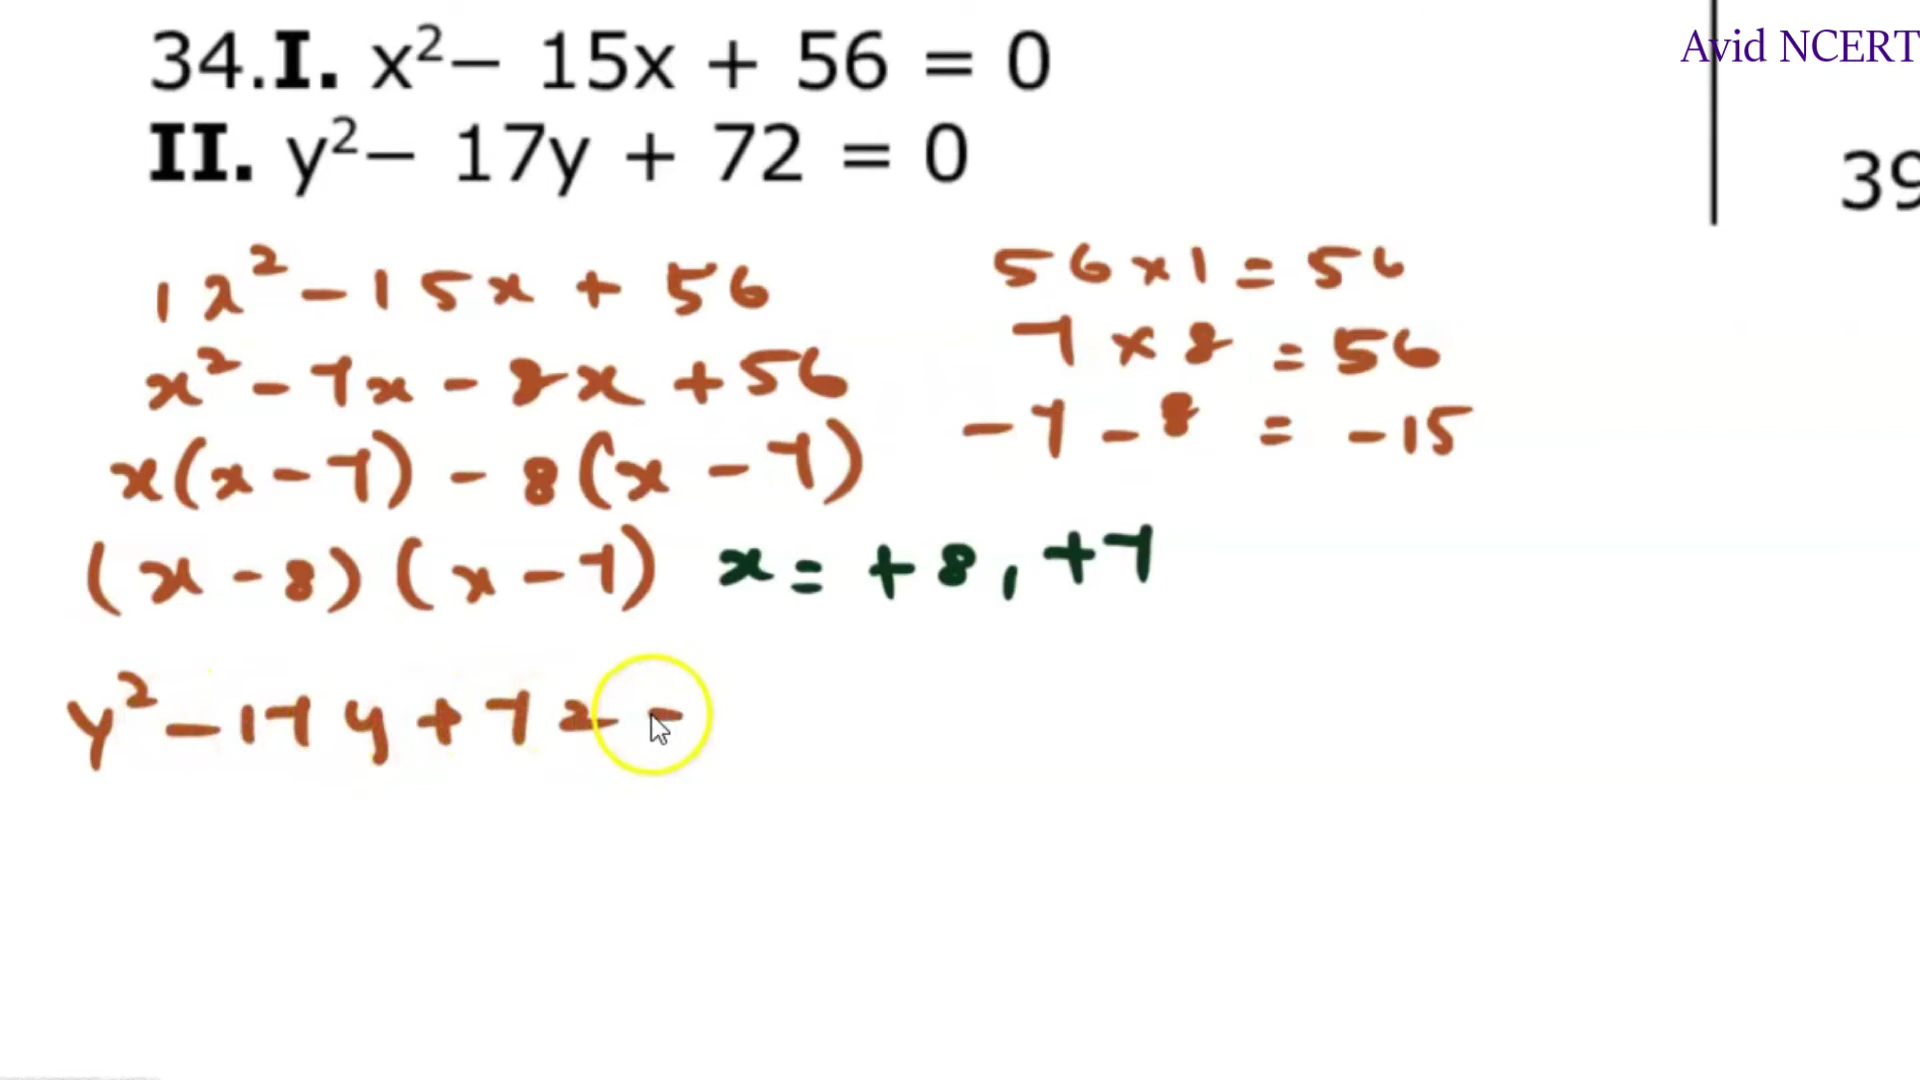 34.I. x²− 15x + 56 = 0
II. y²− 17y + 72 = 0
Avid NCERT
39
1x² - 15x + 56
x² - 7x - 8x + 56
x(x - 7) - 8(x - 7)
(x - 8) (x - 7) x = +8, +7
56 x 1 = 56
7 x 8 = 56
-7 - 8 = -15
y² - 17y + 72 -